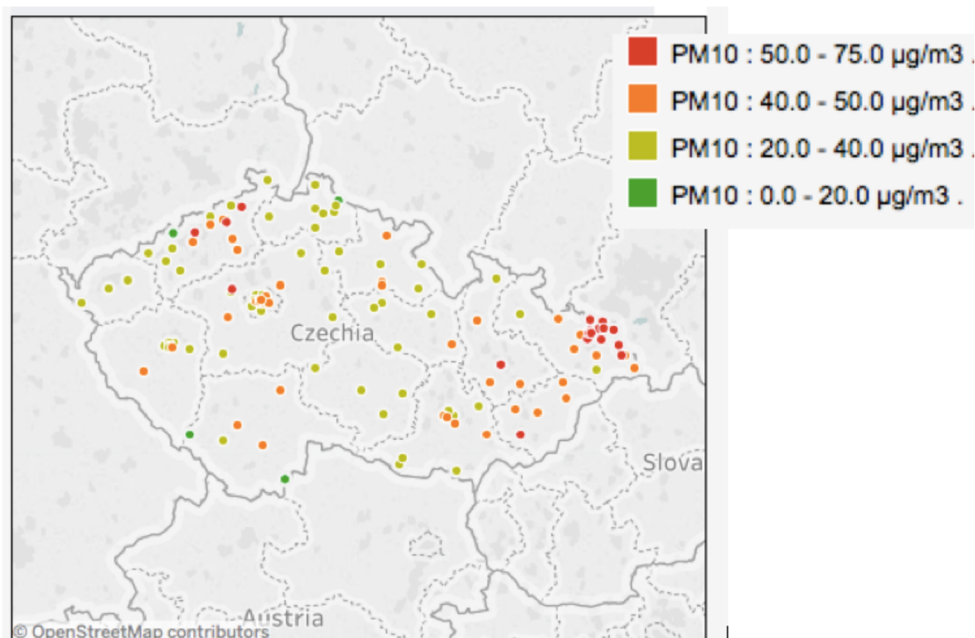 PM10 : 50.0 - 75.0 µg/m3 .
PM10 : 40.0 - 50.0 µg/m3 .
PM10 : 20.0 - 40.0 µg/m3 .
PM10 : 0.0 - 20.0 µg/m3 .
Czechia
Slova
Austria
© OpenStreetMap contributors